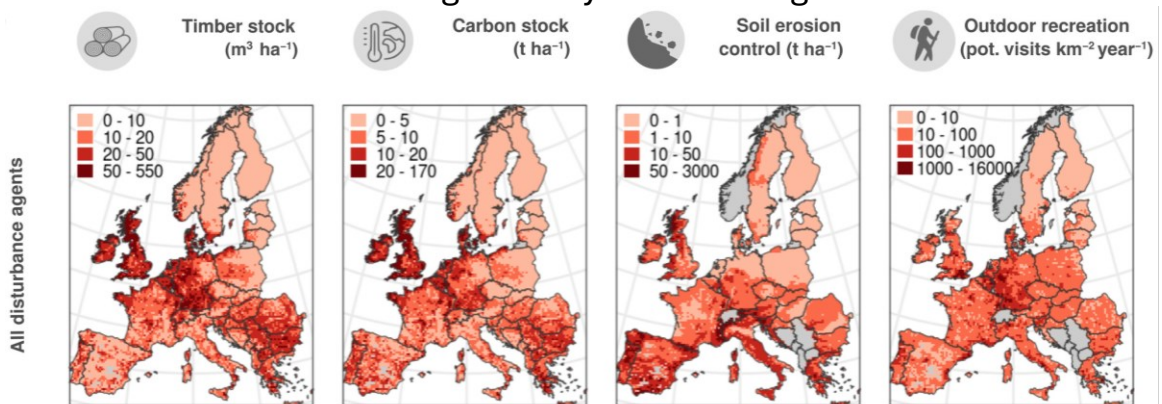 Timber stock
(m³ ha⁻¹)
Carbon stock
(t ha⁻¹)
Soil erosion
control (t ha⁻¹)
Outdoor recreation
(pot. visits km⁻² year⁻¹)
All disturbance agents
0 - 10
10 - 20
20 - 50
50 - 550
0 - 5
5 - 10
10 - 20
20 - 170
0 - 1
1 - 10
10 - 50
50 - 3000
0 - 10
10 - 100
100 - 1000
1000 - 16000